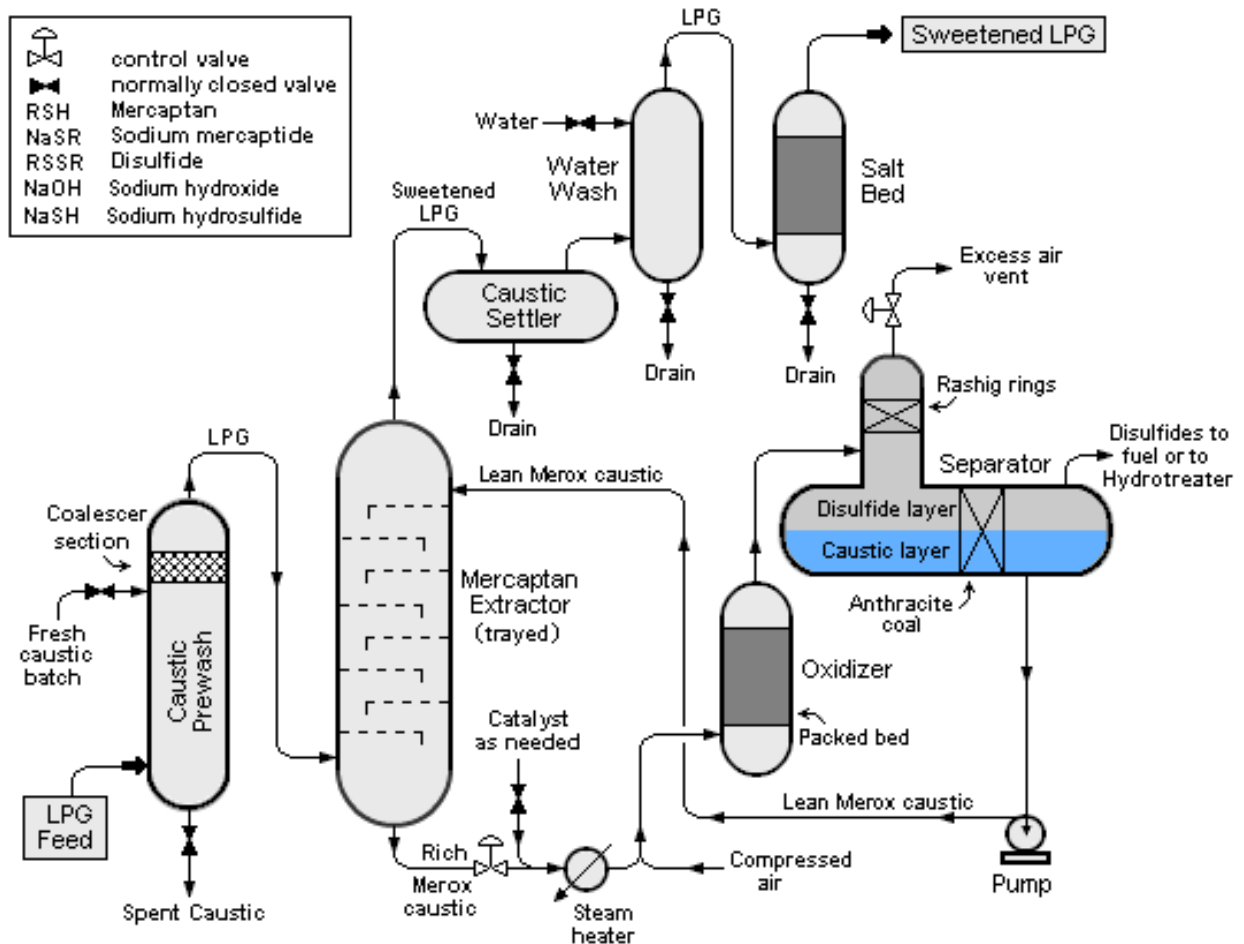 control valve
normally closed valve
RSH Mercaptan
NaSR Sodium mercaptide
RSSR Disulfide
NaOH Sodium hydroxide
NaSH Sodium hydrosulfide
LPG
Sweetened LPG
Water
Water
Wash
Salt
Bed
Sweetened
LPG
Caustic
Settler
Excess air
vent
Drain
Drain
Drain
Rashig rings
LPG
Lean Merox caustic
Separator
Disulfides to
fuel or to
Hydrotreater
Coalescer
section
Disulfide layer
Caustic layer
Mercaptan
Extractor
(trayed)
Anthracite
coal
Fresh
caustic
batch
Caustic
Prewash
Oxidizer
Catalyst
as needed
Packed bed
LPG
Feed
Lean Merox caustic
Rich
Merox
caustic
Compressed
air
Pump
Spent Caustic
Steam
heater